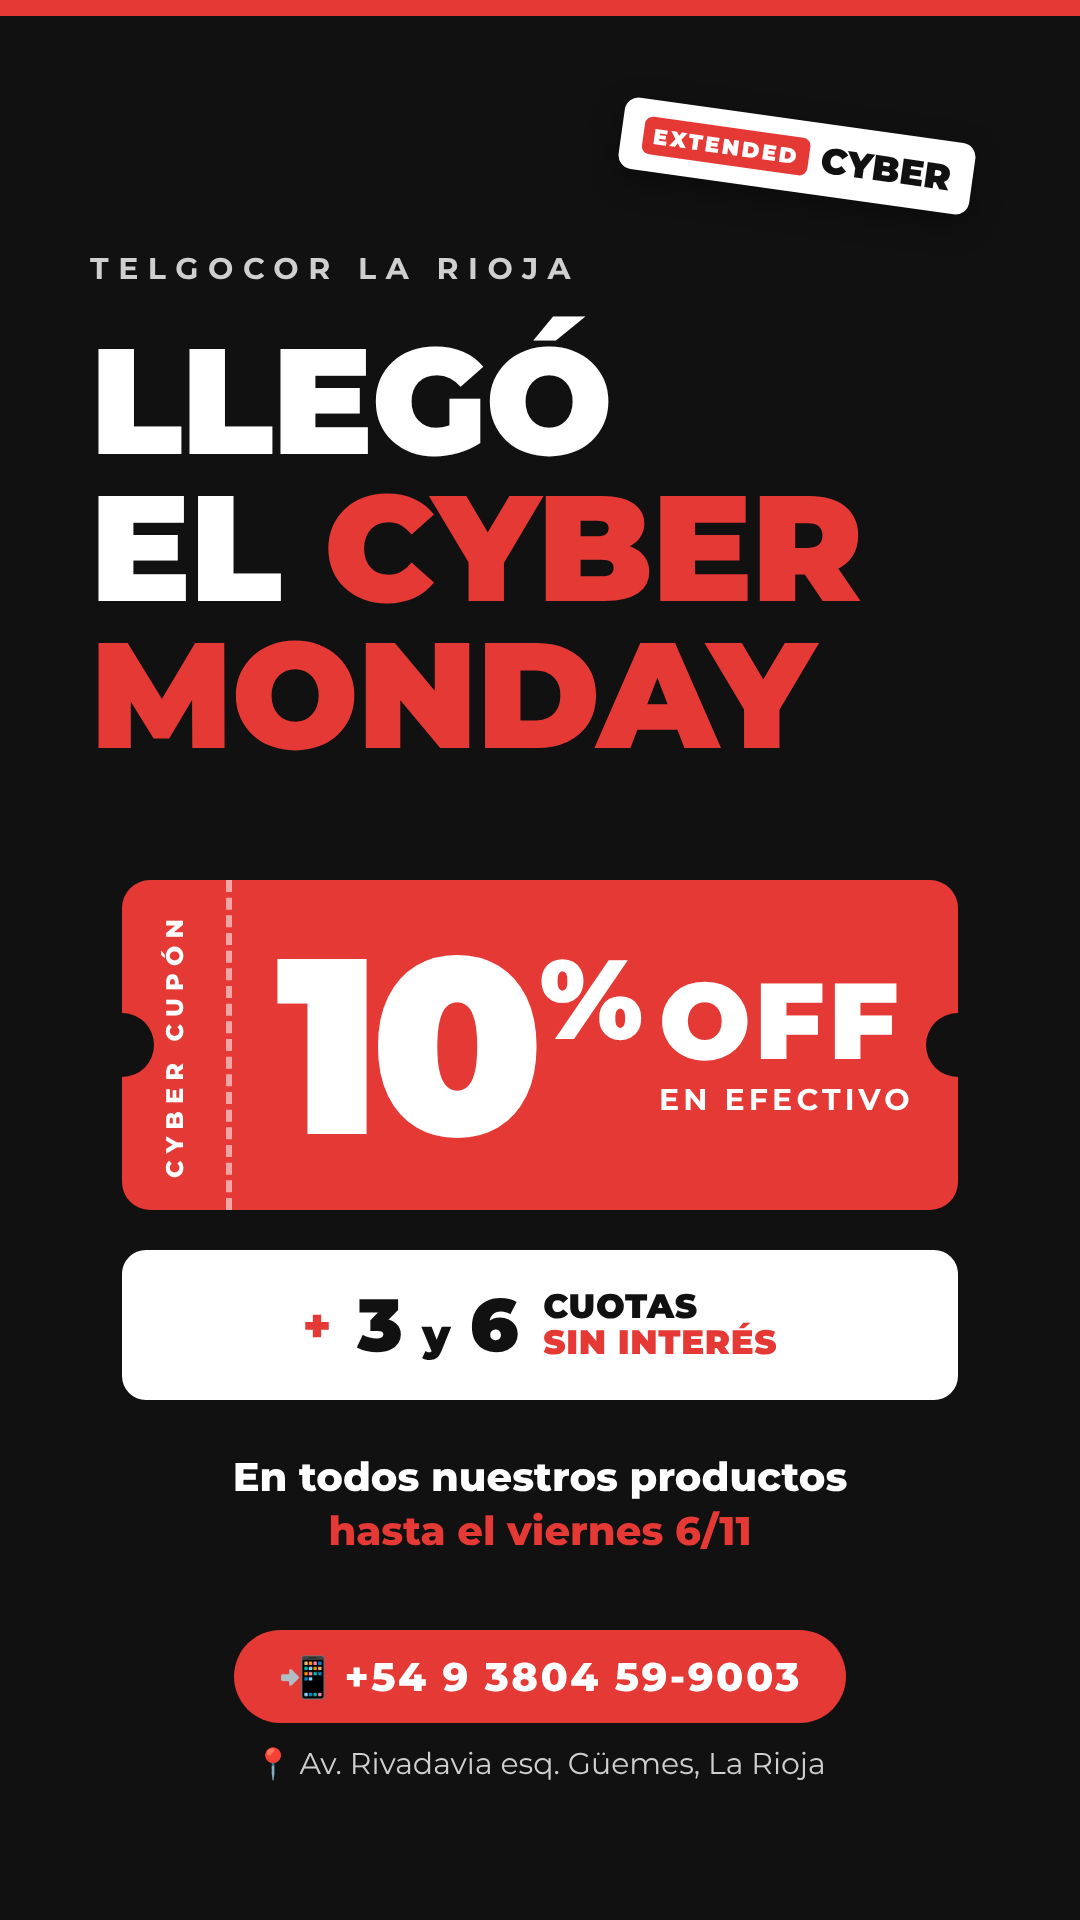 EXTENDED CYBER
TELGOCOR LA RIOJA
LLEGÓ
EL CYBER
MONDAY
CYBER CUPÓN
10% OFF
EN EFECTIVO
+ 3 y 6 CUOTAS
SIN INTERÉS
En todos nuestros productos
hasta el viernes 6/11
+54 9 3804 59-9003
Av. Rivadavia esq. Güemes, La Rioja